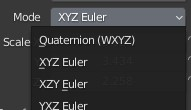 Mode XYZ Euler
Quaternion (WXYZ)
Scale
XYZ Euler
XZY Euler
YXZ Euler